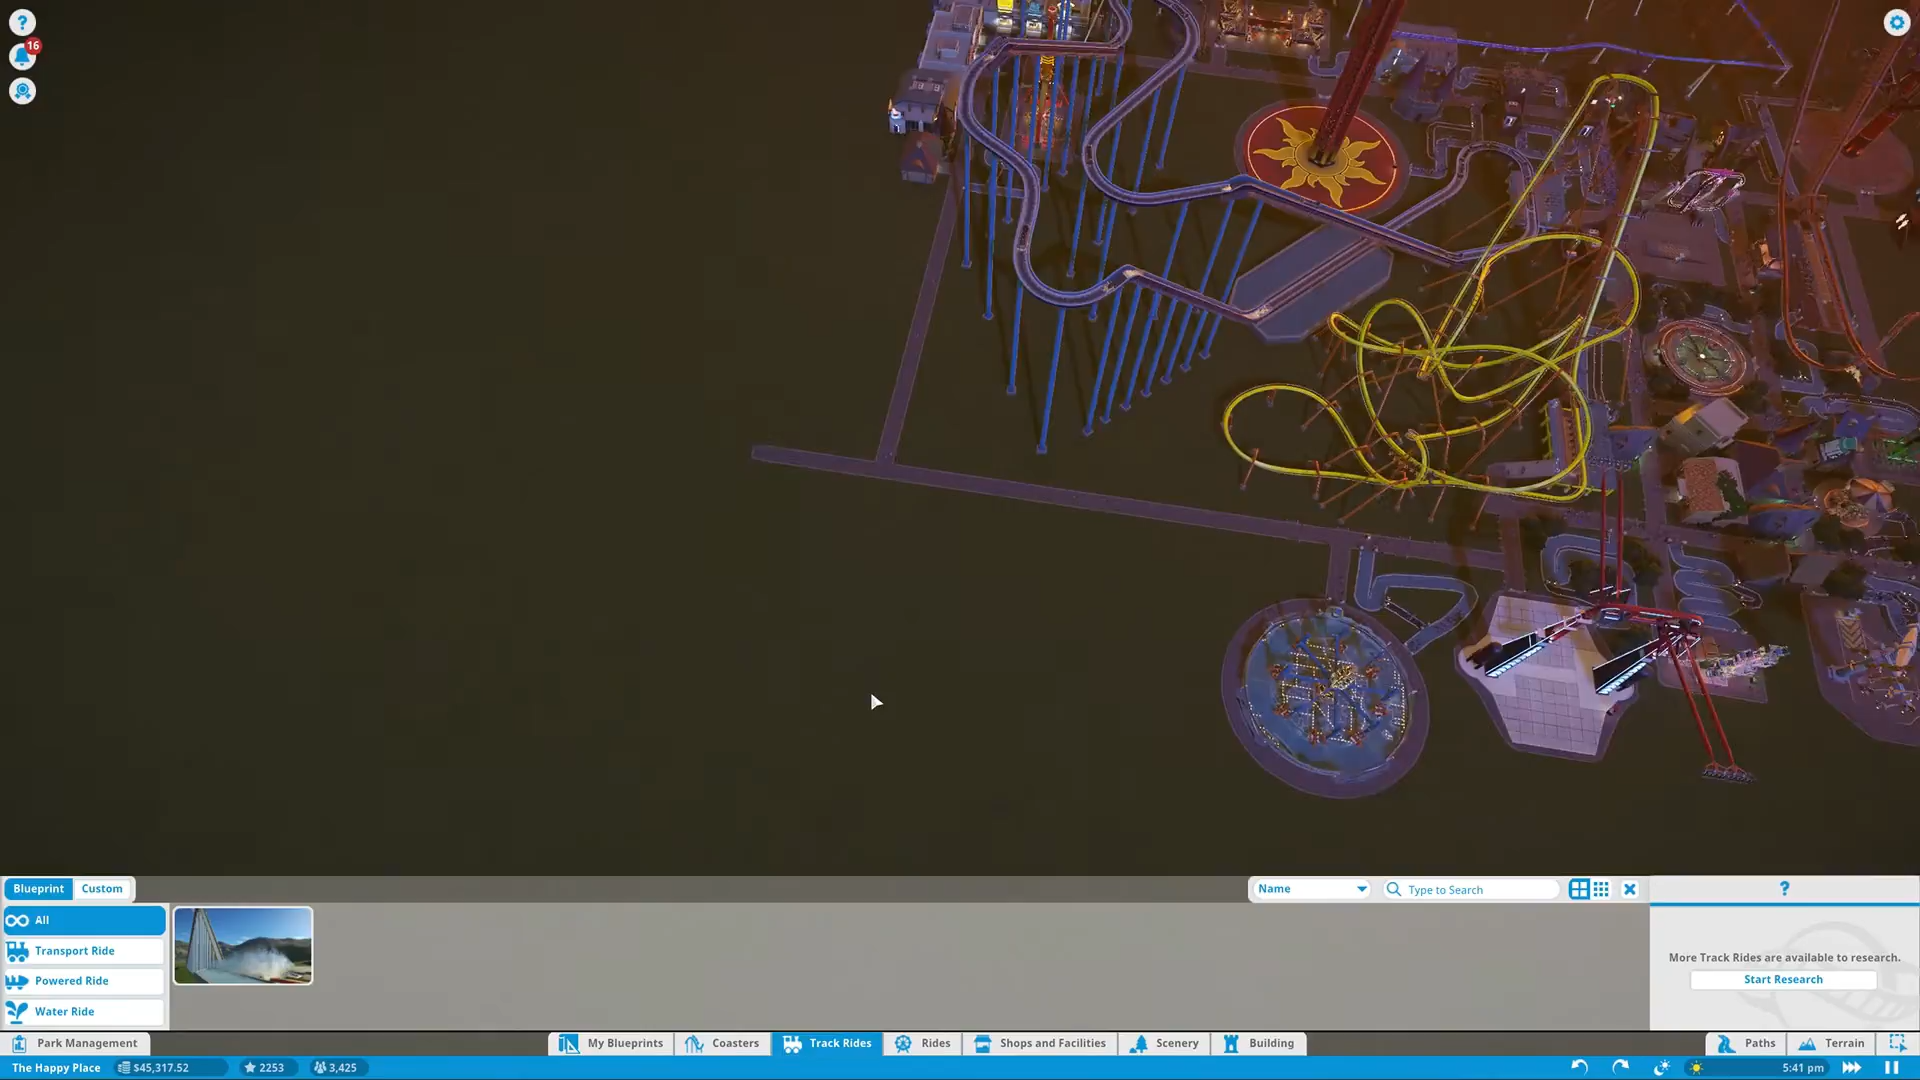 ?
16
Blueprint
Custom
Name
Type to Search
?
All
Transport Ride
Powered Ride
Water Ride
More Track Rides are available to research.
Start Research
Park Management
My Blueprints
Coasters
Track Rides
Rides
Shops and Facilities
Scenery
Building
Paths
Terrain
The Happy Place
$45,317.52
2253
3,425
5:41 pm